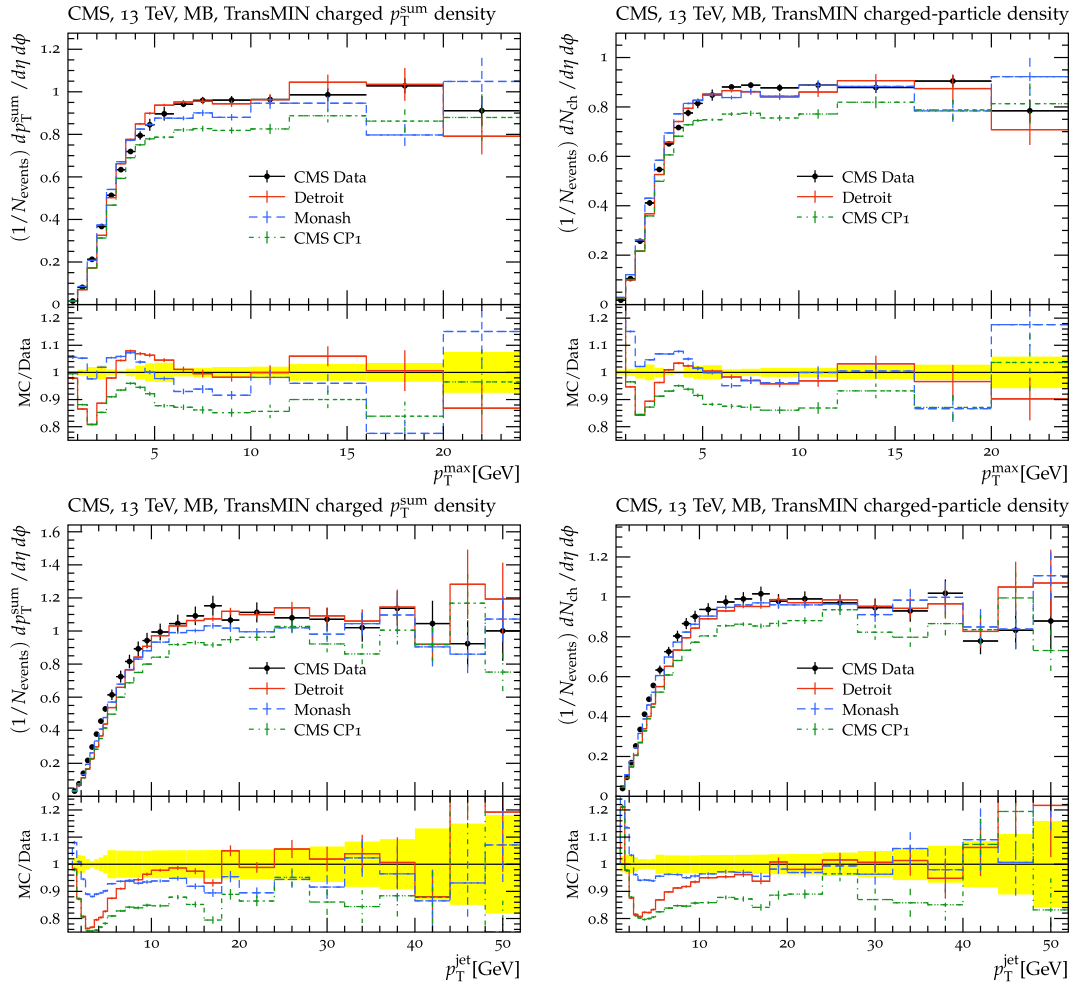 CMS, 13 TeV, MB, TransMIN charged p_T^sum density
(1/N_events) dp_T^sum/dη dϕ
1.2
1
0.8
0.6
0.4
0.2
0
CMS Data
Detroit
Monash
CMS CP1
MC/Data
1.2
1.1
1
0.9
0.8
5 10 15 20
p_T^max [GeV]
CMS, 13 TeV, MB, TransMIN charged-particle density
(1/N_events) dN_ch/dη dϕ
1
0.8
0.6
0.4
0.2
0
CMS Data
Detroit
Monash
CMS CP1
MC/Data
1.2
1.1
1
0.9
0.8
5 10 15 20
p_T^max [GeV]
CMS, 13 TeV, MB, TransMIN charged p_T^sum density
(1/N_events) dp_T^sum/dη dϕ
1.6
1.4
1.2
1
0.8
0.6
0.4
0.2
0
CMS Data
Detroit
Monash
CMS CP1
MC/Data
1.2
1.1
1
0.9
0.8
10 20 30 40 50
p_T^jet [GeV]
CMS, 13 TeV, MB, TransMIN charged-particle density
(1/N_events) dN_ch/dη dϕ
1.2
1
0.8
0.6
0.4
0.2
0
CMS Data
Detroit
Monash
CMS CP1
MC/Data
1.2
1.1
1
0.9
0.8
10 20 30 40 50
p_T^jet [GeV]